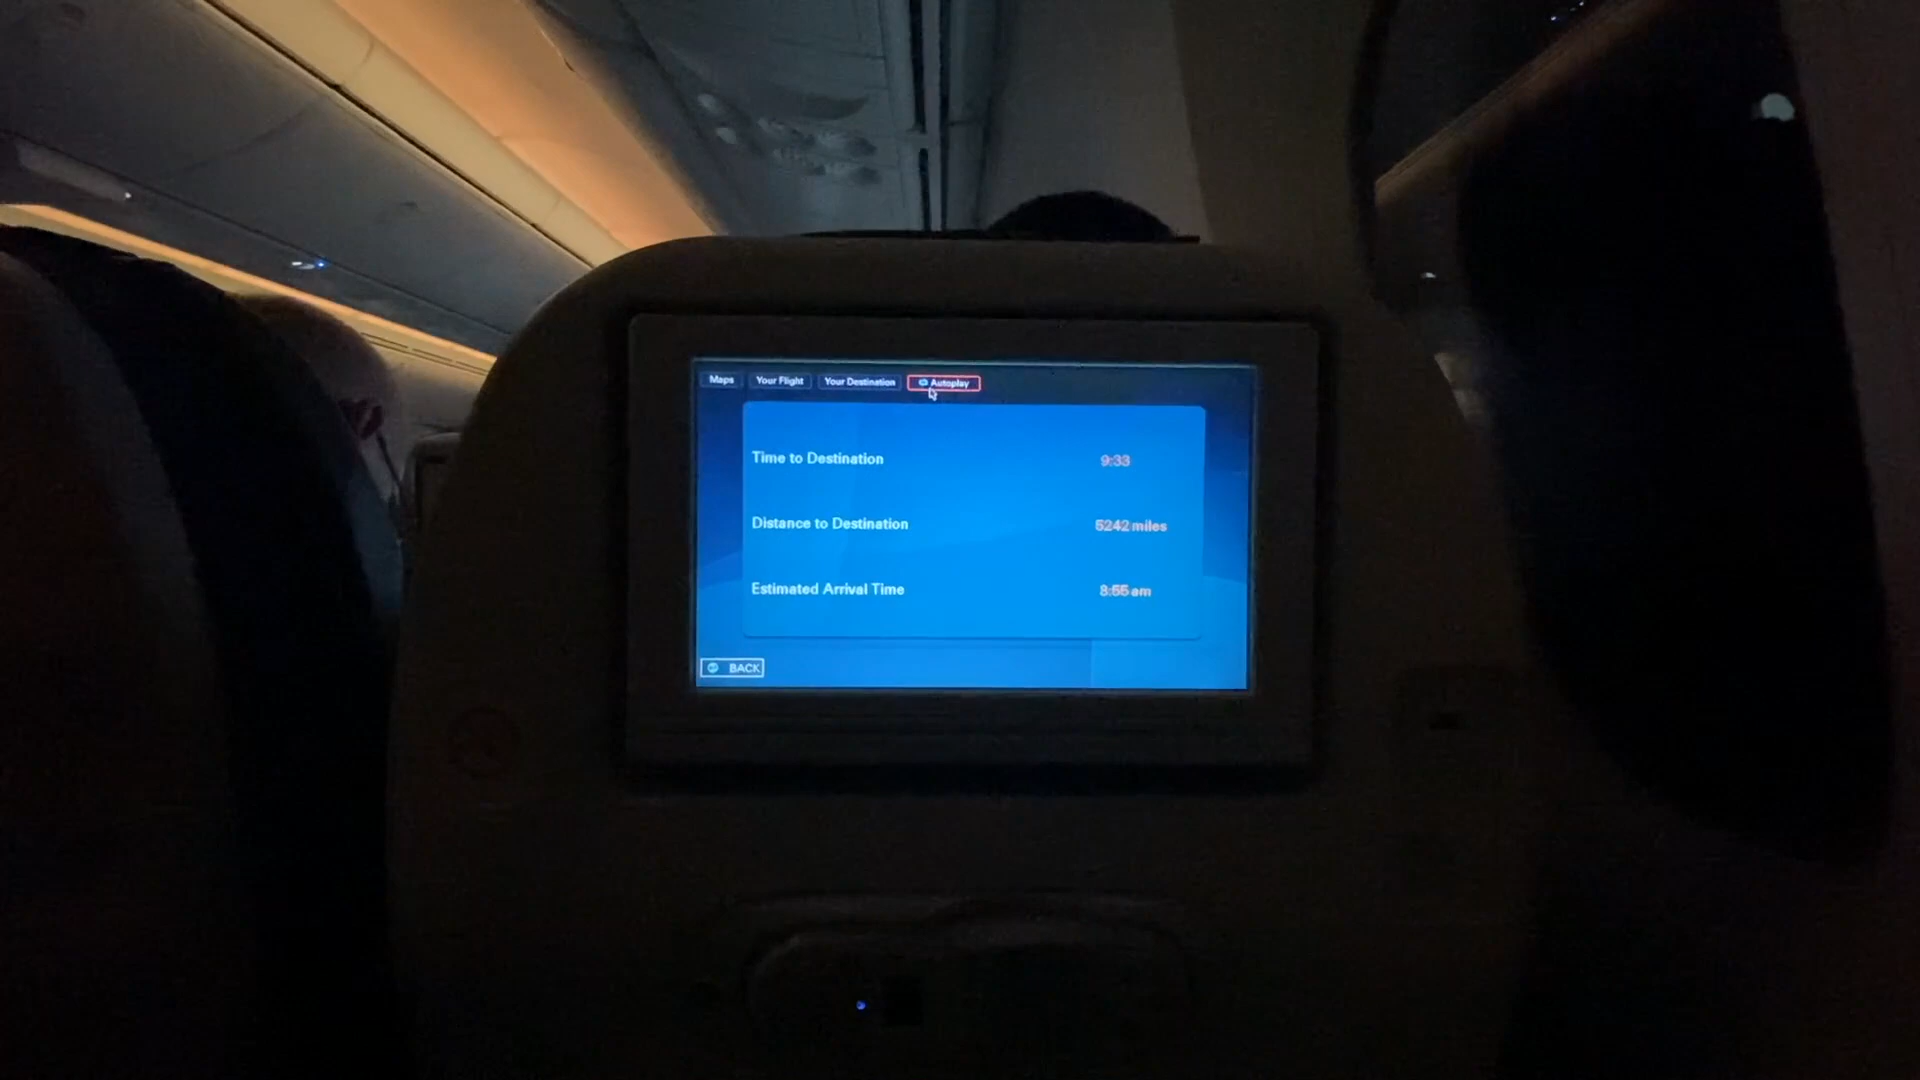 Maps Your Flight Your Destination Autoplay
Time to Destination 9:33
Distance to Destination 5242 miles
Estimated Arrival Time 8:55 am
BACK